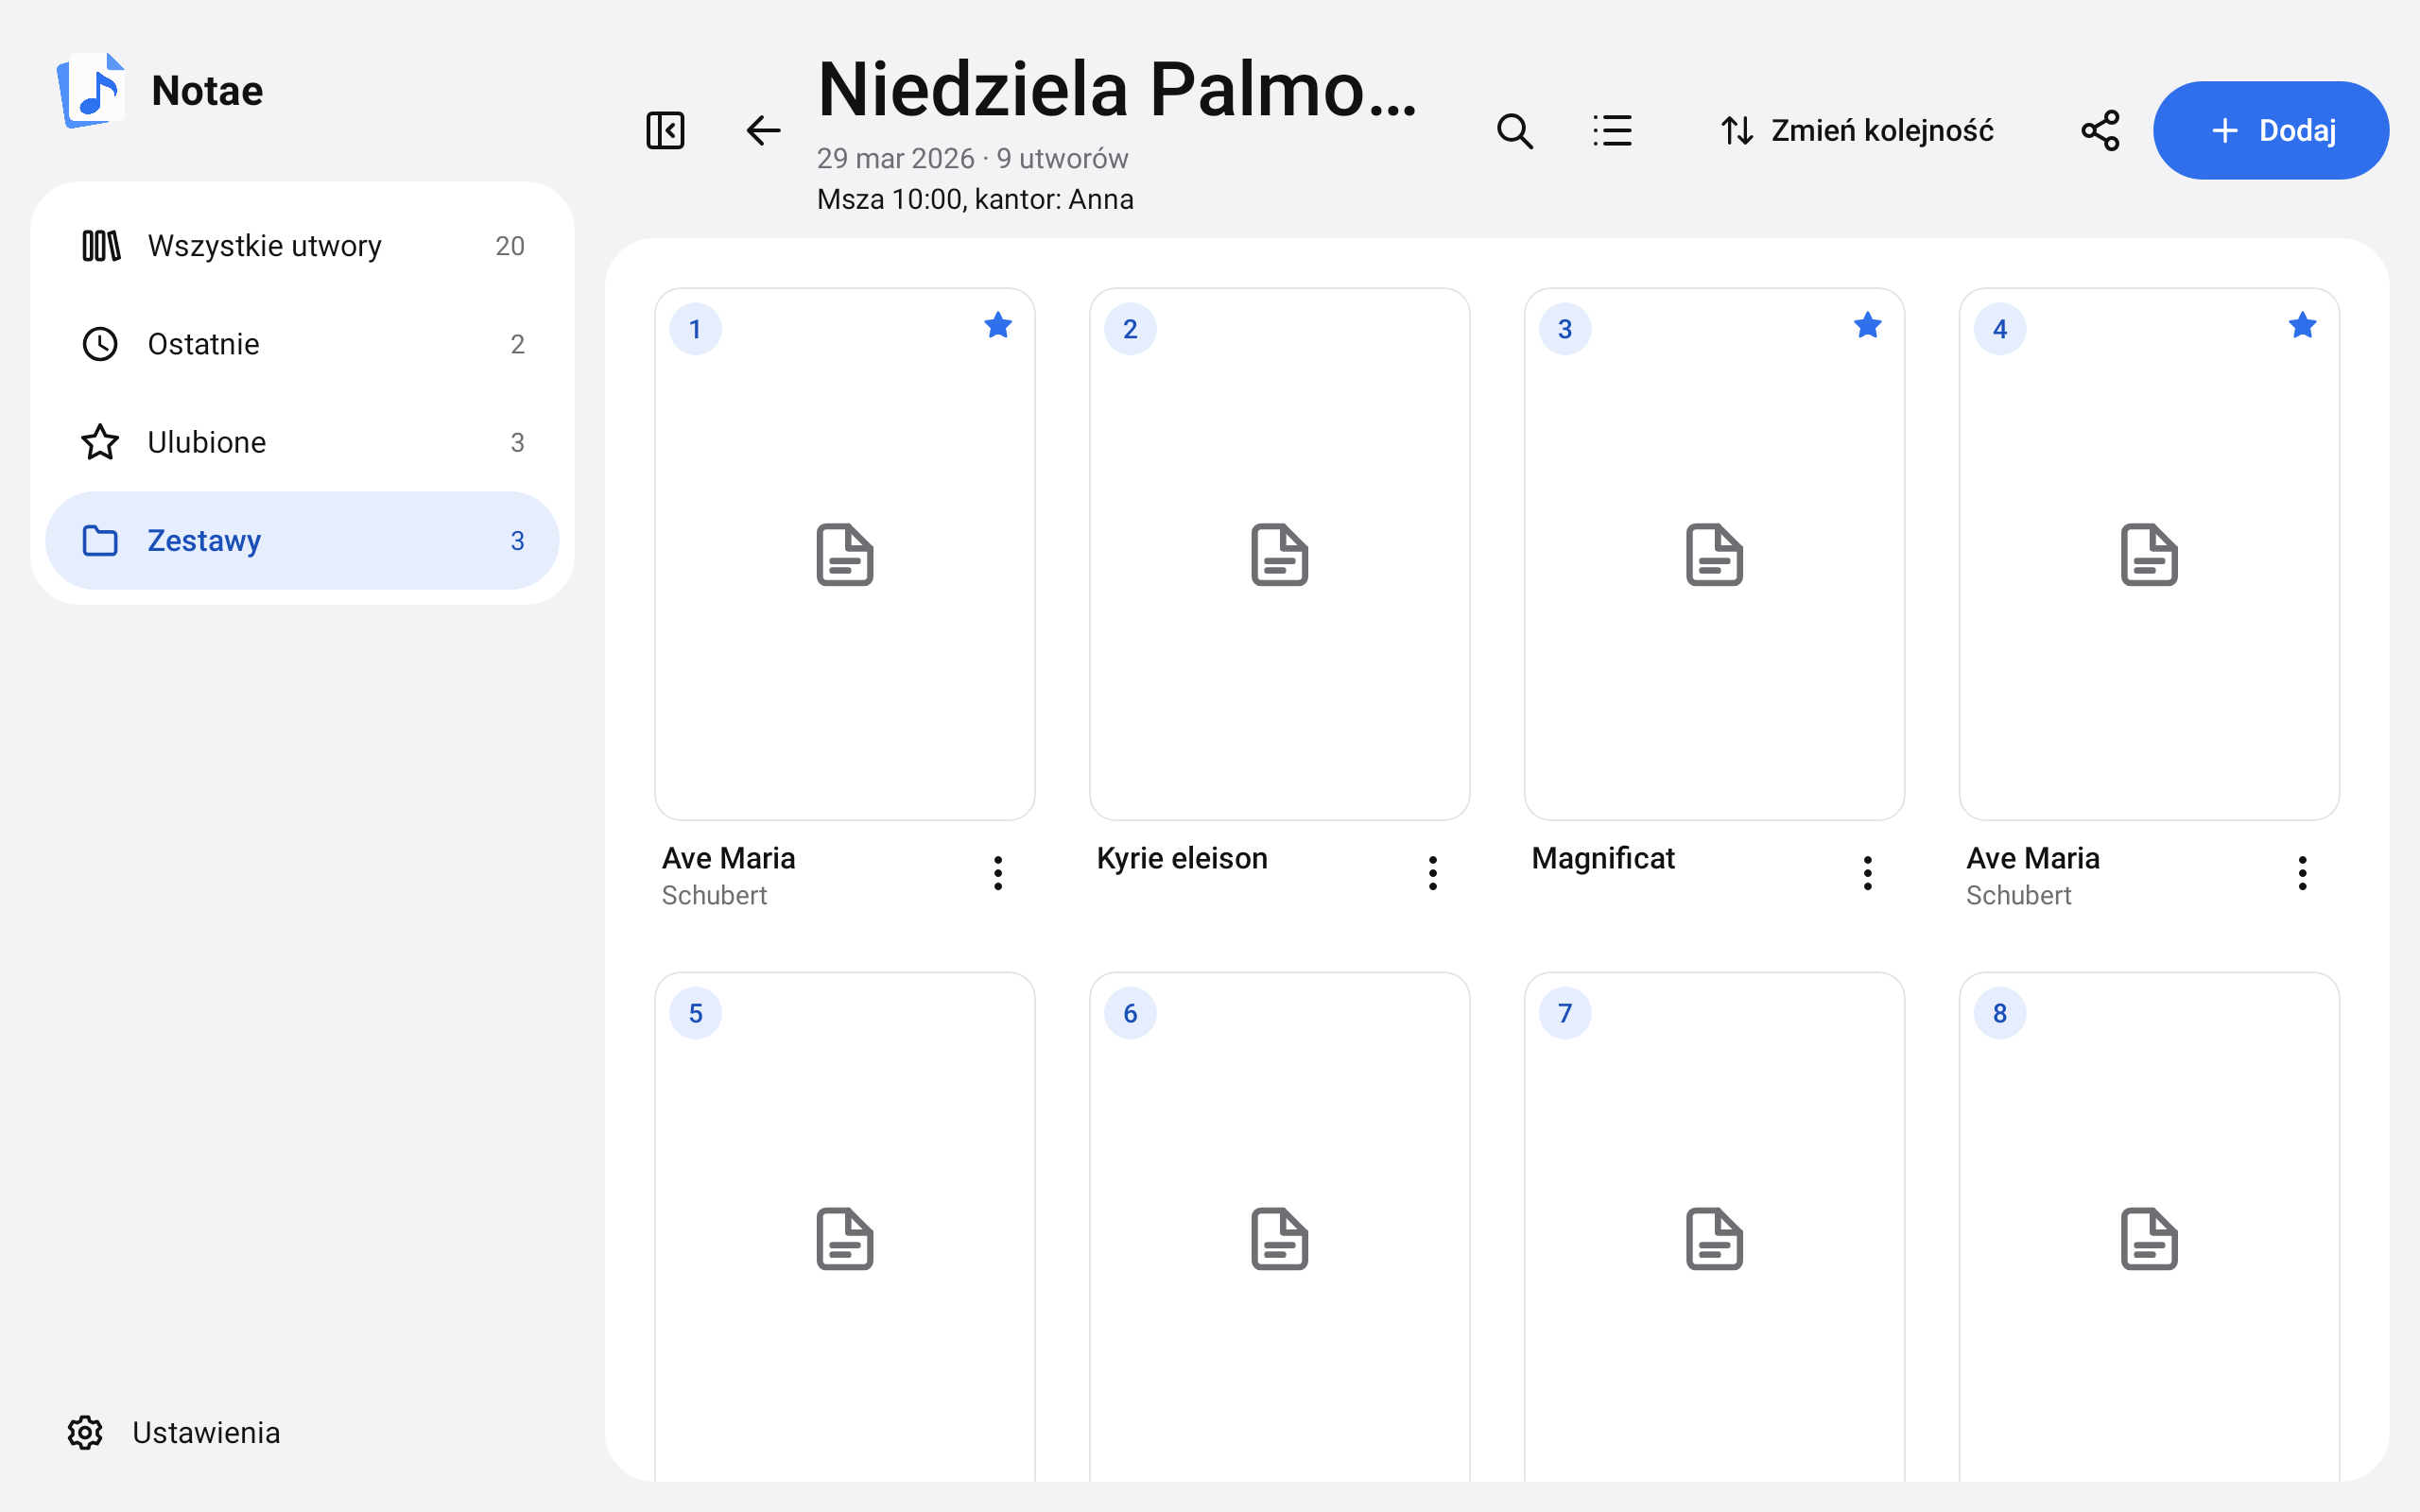 Notae
Wszystkie utwory 20
Ostatnie 2
Ulubione 3
Zestawy 3
Ustawienia
Niedziela Palmo...
29 mar 2026 · 9 utworów
Msza 10:00, kantor: Anna
Zmień kolejność
+ Dodaj
1
2
3
4
Ave Maria
Schubert
Kyrie eleison
Magnificat
Ave Maria
Schubert
5
6
7
8